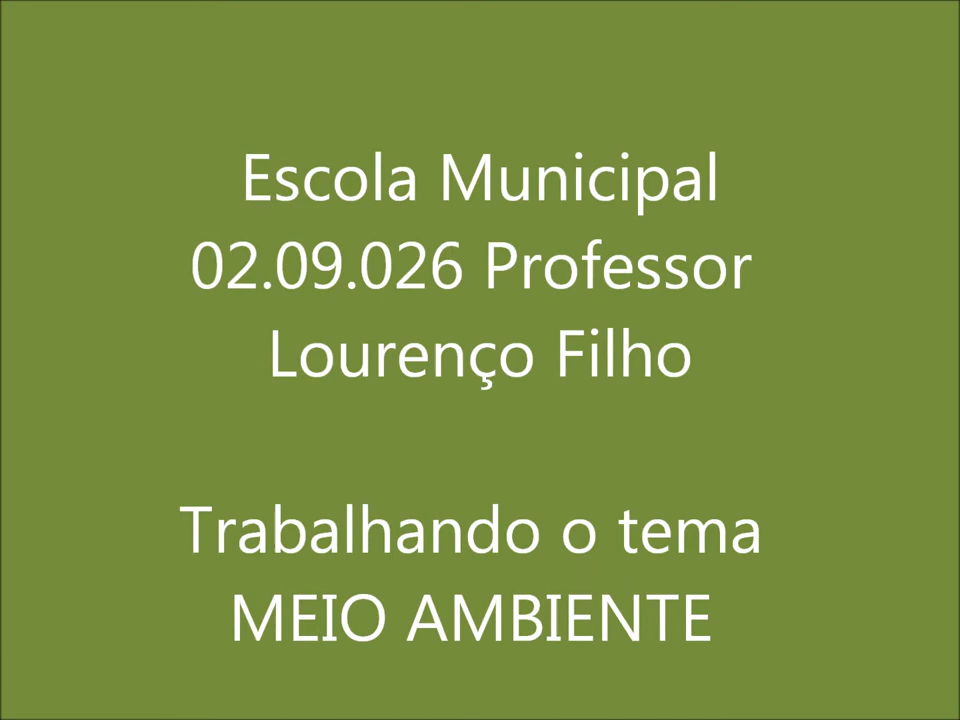 Escola Municipal
02.09.026 Professor
Lourenço Filho
Trabalhando o tema
MEIO AMBIENTE